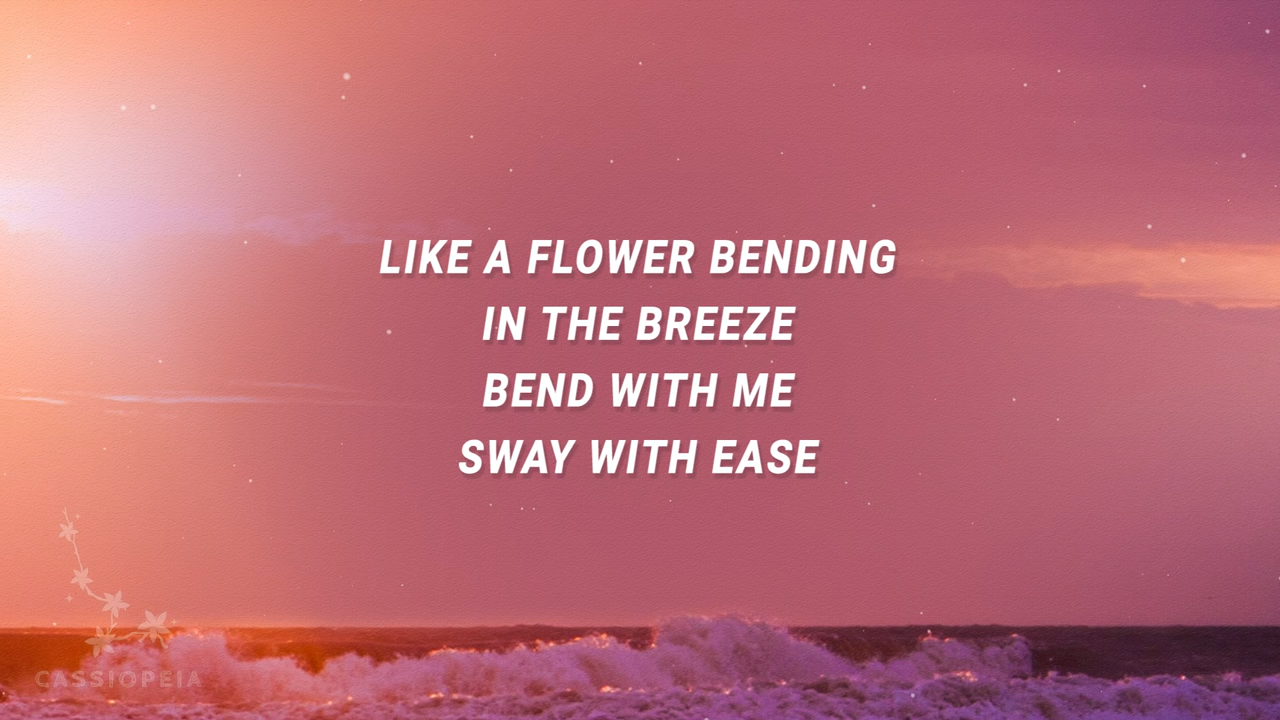 LIKE A FLOWER BENDING
IN THE BREEZE
BEND WITH ME
SWAY WITH EASE
CASSIOPEIA